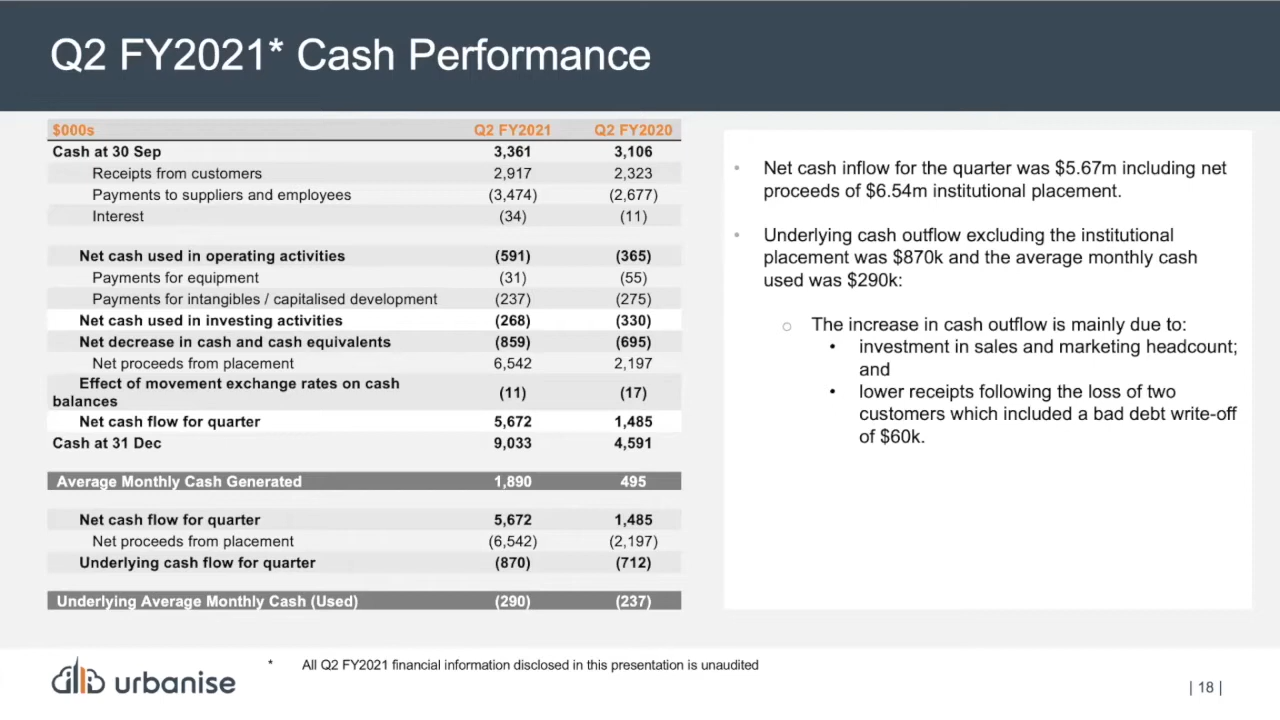 Q2 FY2021* Cash Performance
$000s Q2 FY2021 Q2 FY2020
Cash at 30 Sep 3,361 3,106
Receipts from customers 2,917 2,323
Payments to suppliers and employees (3,474) (2,677)
Interest (34) (11)
Net cash used in operating activities (591) (365)
Payments for equipment (31) (55)
Payments for intangibles / capitalised development (237) (275)
Net cash used in investing activities (268) (330)
Net decrease in cash and cash equivalents (859) (695)
Net proceeds from placement 6,542 2,197
Effect of movement exchange rates on cash
balances (11) (17)
Net cash flow for quarter 5,672 1,485
Cash at 31 Dec 9,033 4,591
Average Monthly Cash Generated 1,890 495
Net cash flow for quarter 5,672 1,485
Net proceeds from placement (6,542) (2,197)
Underlying cash flow for quarter (870) (712)
Underlying Average Monthly Cash (Used) (290) (237)
• Net cash inflow for the quarter was $5.67m including net
proceeds of $6.54m institutional placement.
• Underlying cash outflow excluding the institutional
placement was $870k and the average monthly cash
used was $290k:
○ The increase in cash outflow is mainly due to:
• investment in sales and marketing headcount;
and
• lower receipts following the loss of two
customers which included a bad debt write-off
of $60k.
* All Q2 FY2021 financial information disclosed in this presentation is unaudited
urbanise
| 18 |